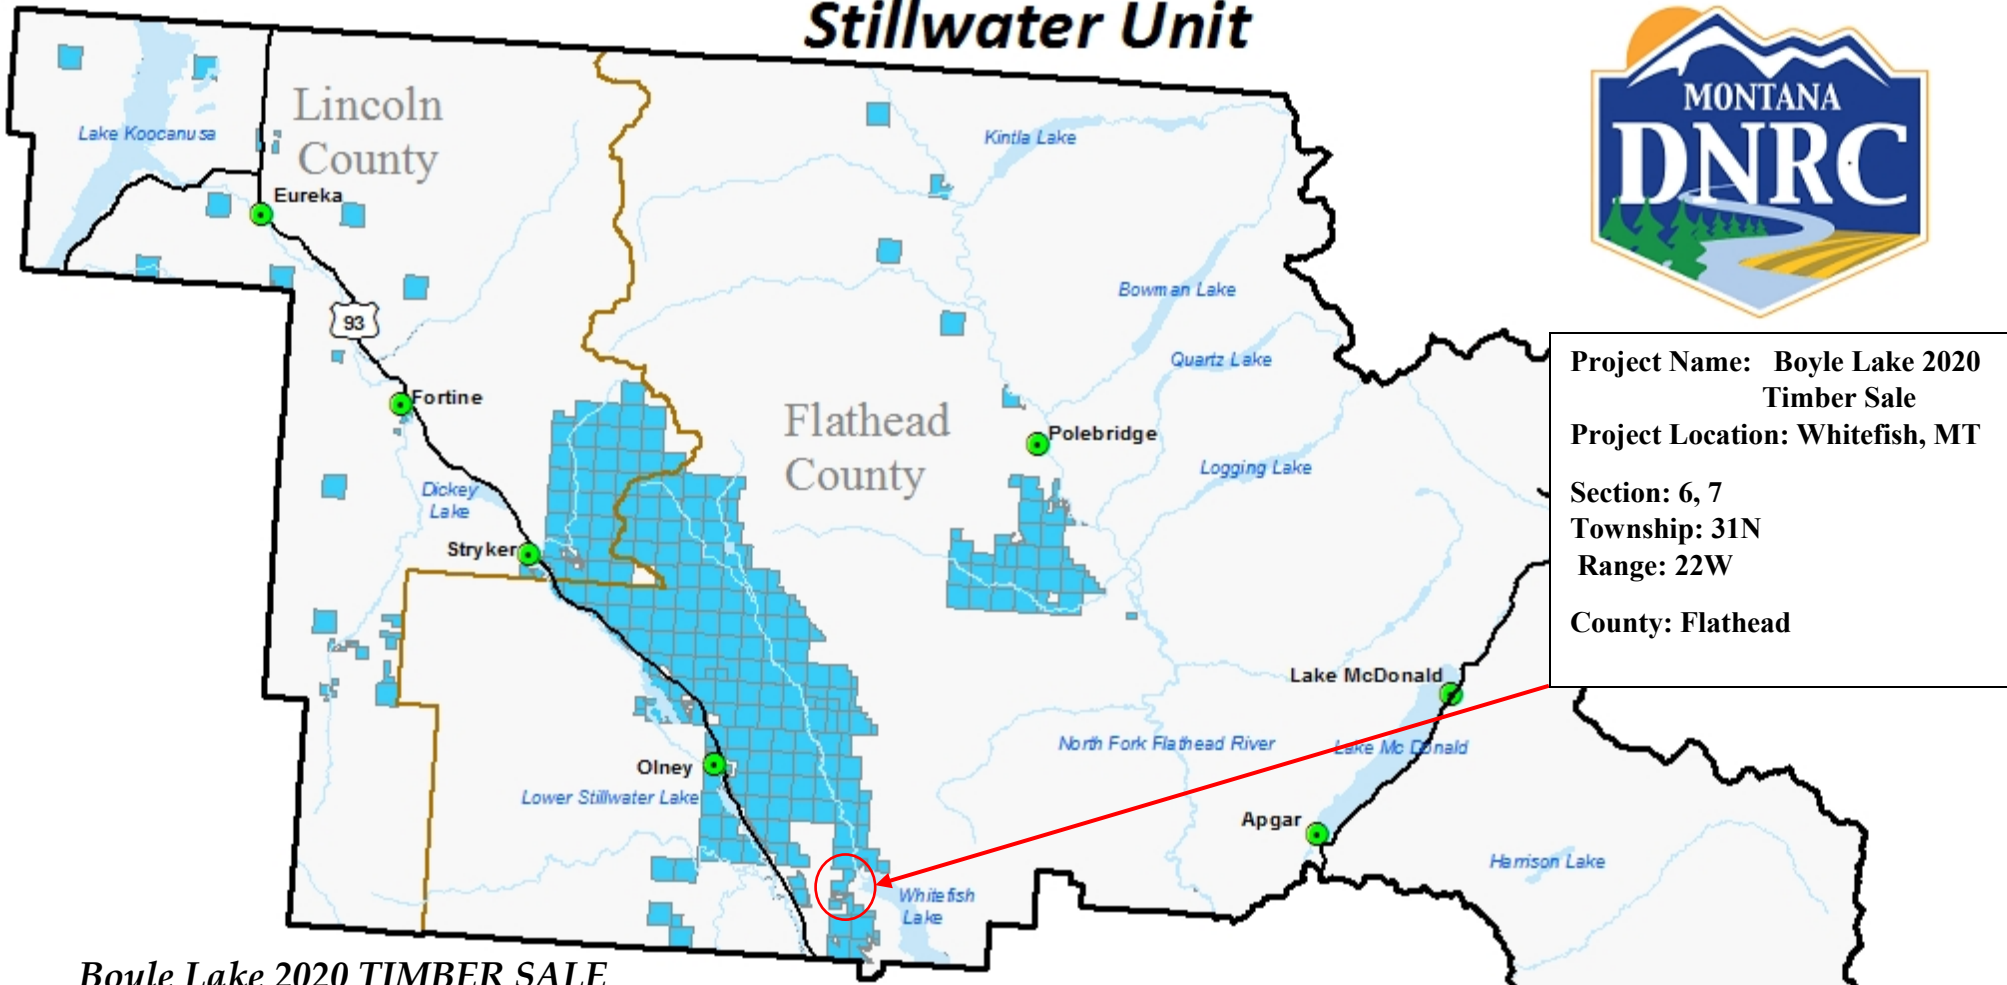 Stillwater Unit
MONTANA
DNRC
Lincoln
County
Lake Koocanusa
Kintla Lake
Eureka
Bowman Lake
93
Quartz Lake
Project Name: Boyle Lake 2020
Timber Sale
Project Location: Whitefish, MT
Section: 6, 7
Township: 31N
Range: 22W
County: Flathead
Fortine
Flathead
County
Polebridge
Logging Lake
Dickey
Lake
Stryker
Lake McDonald
North Fork Flathead River
Lake Mc Donald
Olney
Lower Stillwater Lake
Apgar
Harrison Lake
Whitefish
Lake
Boyle Lake 2020 TIMBER SALE